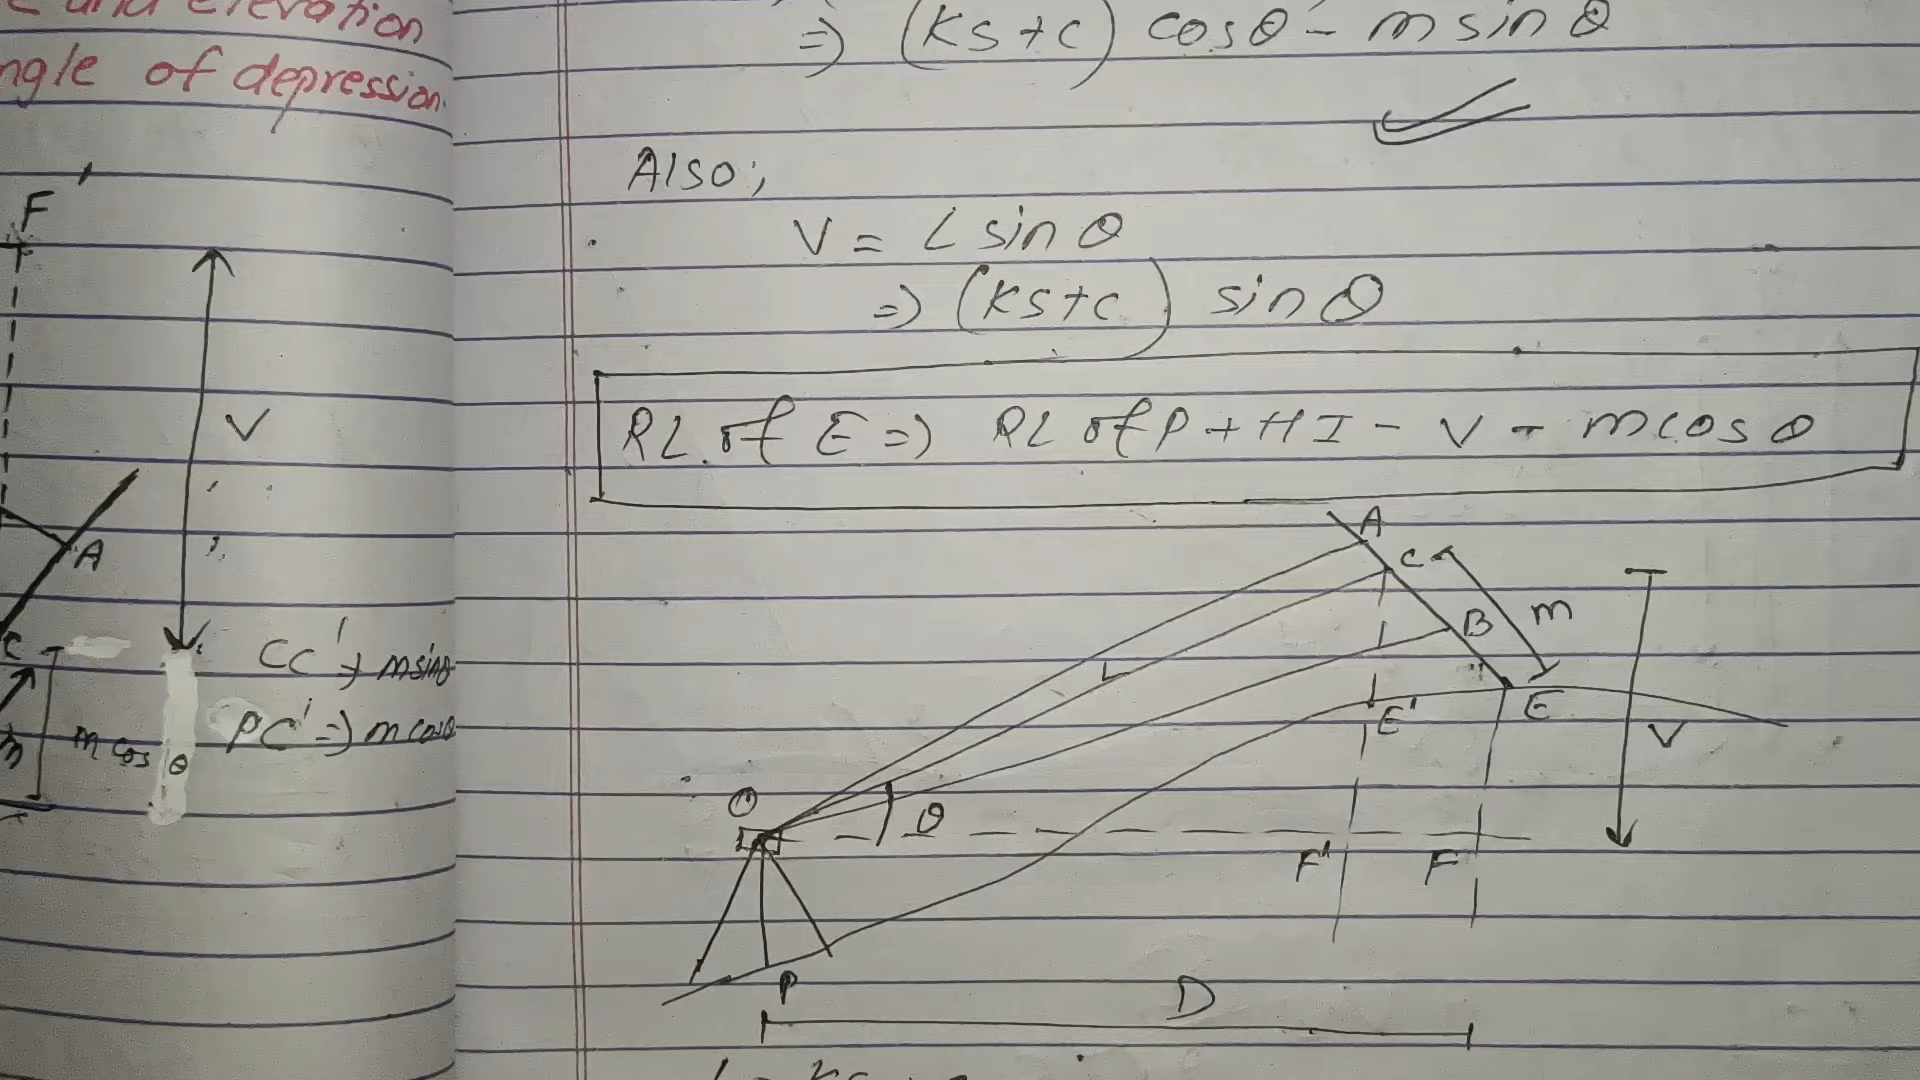 and elevation
angle of depression.
F
V
A
C
CC' → m sinθ
PC' => m cosθ
m cos θ
m
=> (KS+C) cosθ - m sin θ
Also;
V = L sin θ
=> (KS+C) sin θ
RL of E => RL of P + HI - V - m cos θ
A
C
B
m
L
E'
E
V
O
θ
F'
F
P
D